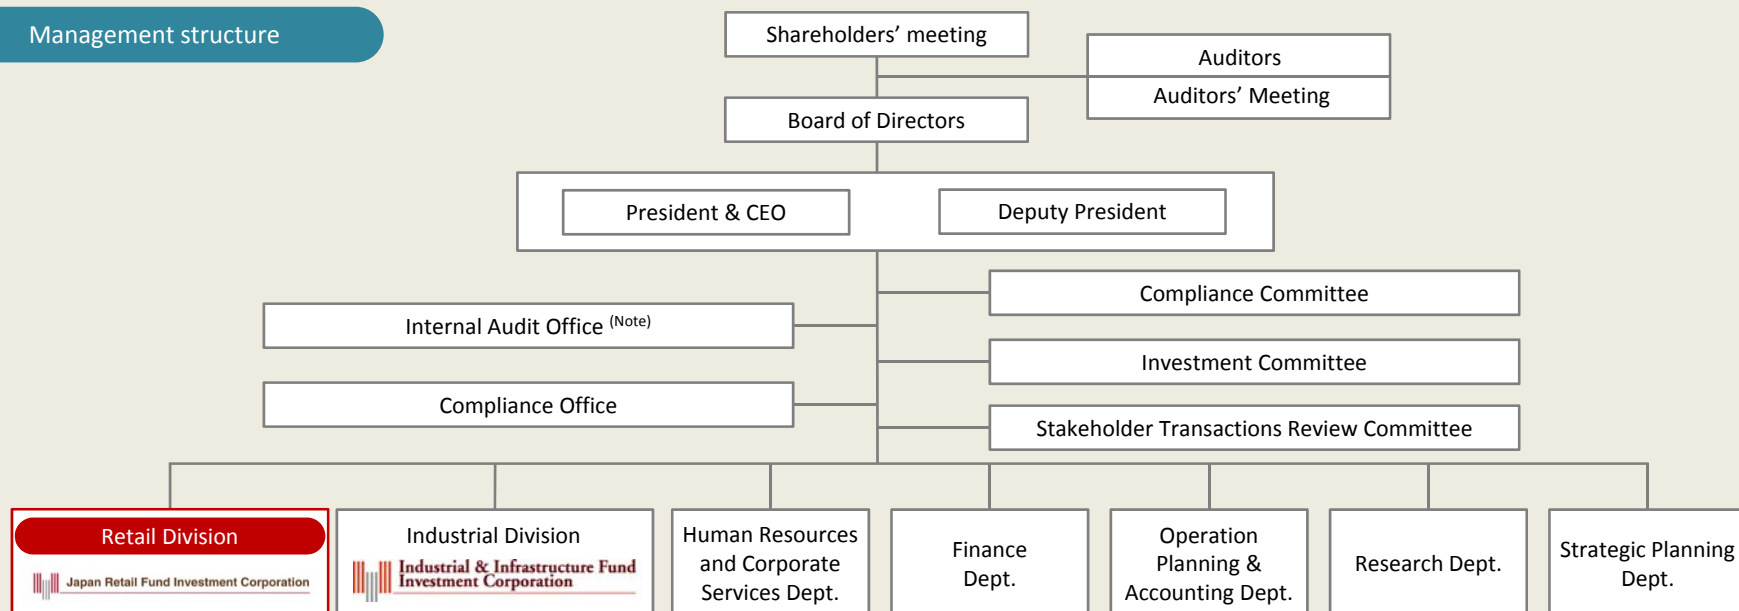 Management structure
Shareholders’ meeting
Auditors
Auditors’ Meeting
Board of Directors
President & CEO
Deputy President
Compliance Committee
Internal Audit Office (Note)
Investment Committee
Compliance Office
Stakeholder Transactions Review Committee
Retail Division
Japan Retail Fund Investment Corporation
Industrial Division
Industrial & Infrastructure Fund
Investment Corporation
Human Resources
and Corporate
Services Dept.
Finance
Dept.
Operation
Planning &
Accounting Dept.
Research Dept.
Strategic Planning
Dept.